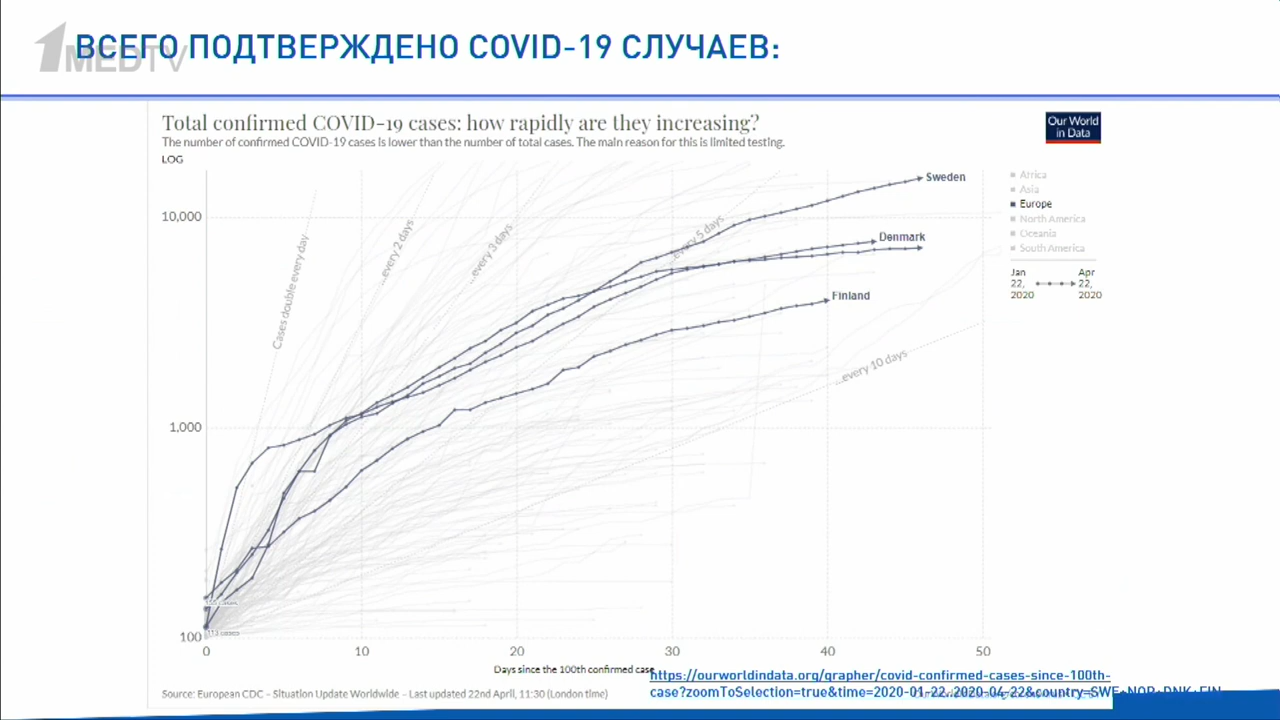 ВСЕГО ПОДТВЕРЖДЕНО COVID-19 СЛУЧАЕВ:
1MEDTV
Total confirmed COVID-19 cases: how rapidly are they increasing?
The number of confirmed COVID-19 cases is lower than the number of total cases. The main reason for this is limited testing.
LOG
Our World
in Data
10,000
1,000
100
0
10
20
30
40
50
Cases double every day
...every 2 days
...every 3 days
...every 5 days
...every 10 days
Sweden
Denmark
Finland
113 cases
Africa
Asia
Europe
North America
Oceania
South America
Jan
22,
2020
Apr
22,
2020
Days since the 100th confirmed case
Source: European CDC – Situation Update Worldwide – Last updated 22nd April, 11:30 (London time)
https://ourworldindata.org/grapher/covid-confirmed-cases-since-100th-
case?zoomToSelection=true&time=2020-01-22..2020-04-22&country=SWE+NOR+DNK+FIN